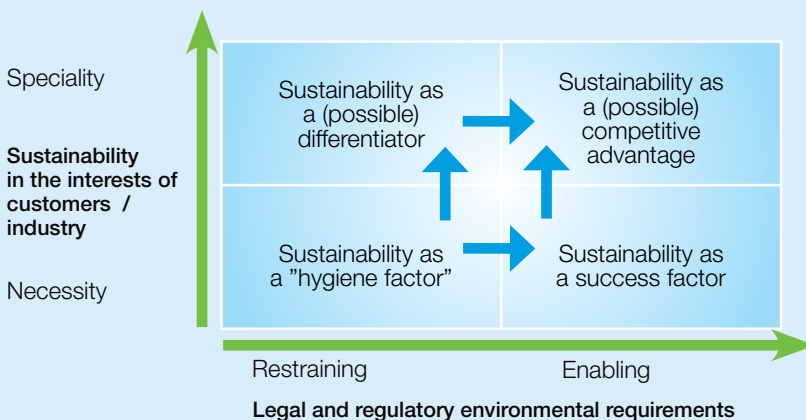 Speciality
Sustainability
in the interests of
customers /
industry
Necessity
Sustainability as
a (possible)
differentiator
Sustainability as
a (possible)
competitive
advantage
Sustainability as
a ”hygiene factor”
Sustainability as
a success factor
Restraining
Enabling
Legal and regulatory environmental requirements